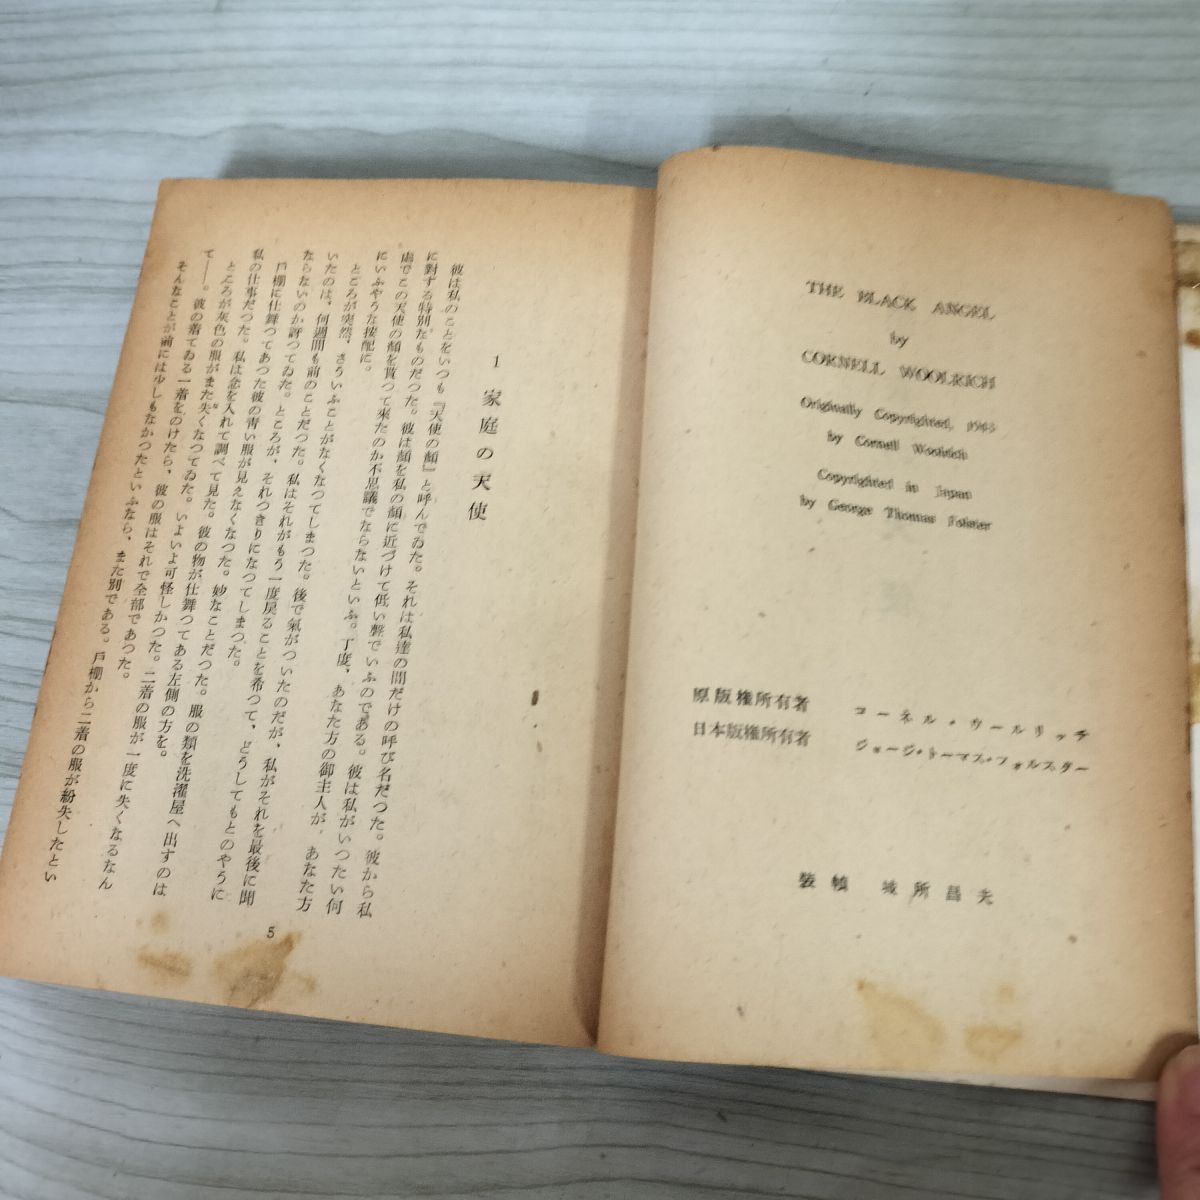 THE BLACK ANGEL
by
CORNELL WOOLRICH
Originally Copyrighted, 1943
by Cornell Woolrich
Copyrighted in Japan
by George Thomas Folster
原版權所有者 コーネル・ウールリッチ
日本版權所有者 ジョージ・トーマス・フォルスター
裝幀 城所昌夫
1 家庭の天使
彼は私のことをいつも『天使の顏』と呼んでゐた。それは私達の間だけの呼び名だつた。彼から私
に對する特別なものだつた。彼は顏を私の顏に近づけて低い聲でいふのである。彼は私がいつたい何
處でこの天使の顏を貰つて來たのか不思議でならないといふ。丁度、あなた方の御主人が、あなた方
にいふやうな按配に。
ところが突然、さういふことがなくなつてしまつた。後で氣がついたのだが、私がそれを最後に聞
いたのは、何週間も前のことだつた。私はそれがもう一度戾ることを希つて、どうしてもとのやうに
ならないのか訝つてゐた。ところが、それつきりになつてしまつた。
戶棚に仕舞つてあつた彼の靑い服が見えなくなつた。妙なことだつた。服の類を洗濯屋へ出すのは
私の仕事だつた。私は念を入れて調べて見た。彼の物が仕舞つてある左側の方を。
ところが灰色の服がまた失くなつてゐた。いよいよ可怪しかつた。二着の服が一度に失くなるなん
て——。彼の着てゐる一着をのけたら、彼の服はそれで全部であつた。
そんなことが前には少しもなかつたといふなら、また別である。戶棚から二着の服が紛失したとい
5